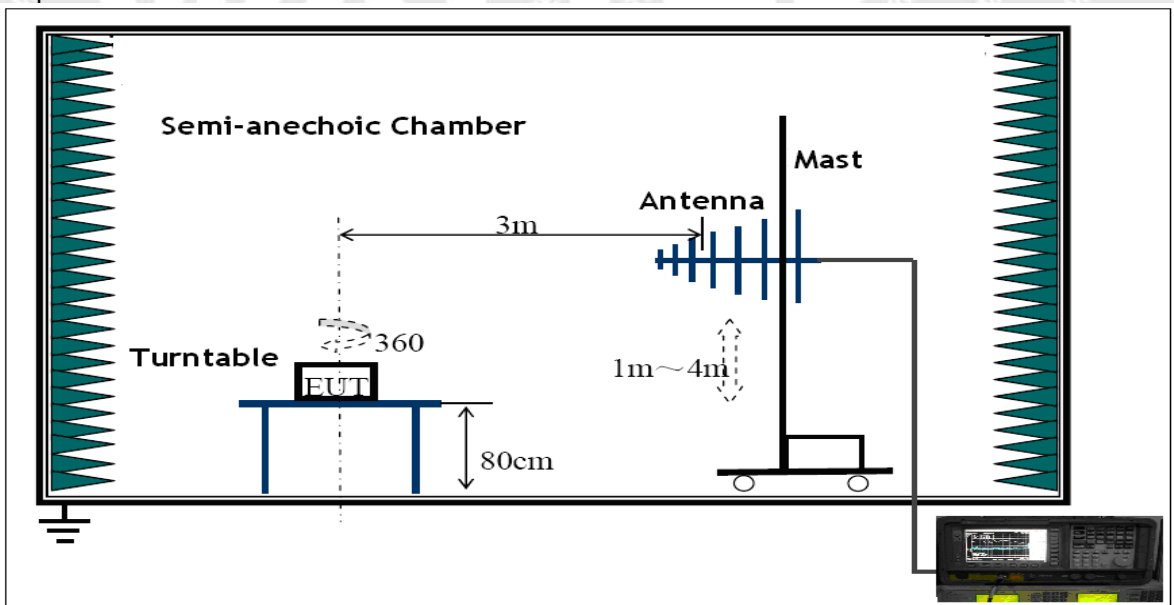 Semi-anechoic Chamber
Mast
Antenna
3m
360
Turntable
1m～4m
EUT
80cm